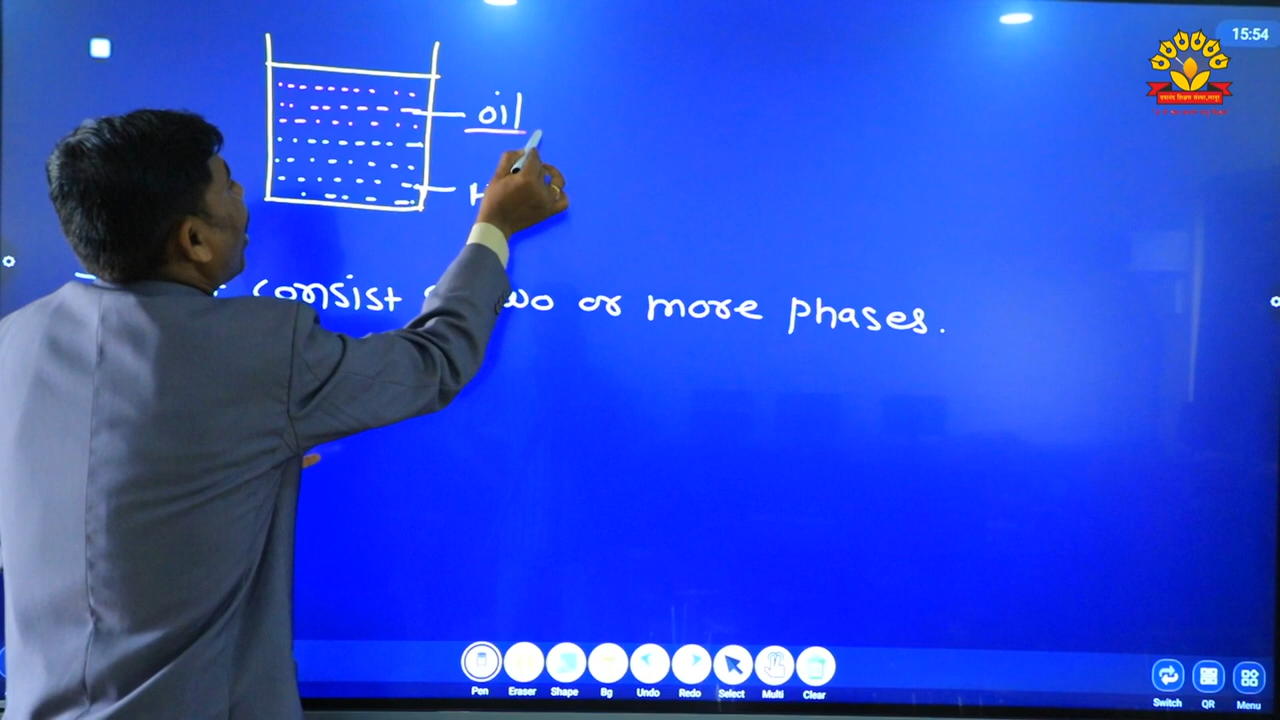 15:54
oil
consist or more phases.
Pen Eraser Shape Bg Undo Redo Select Multi Clear
Switch QR Menu